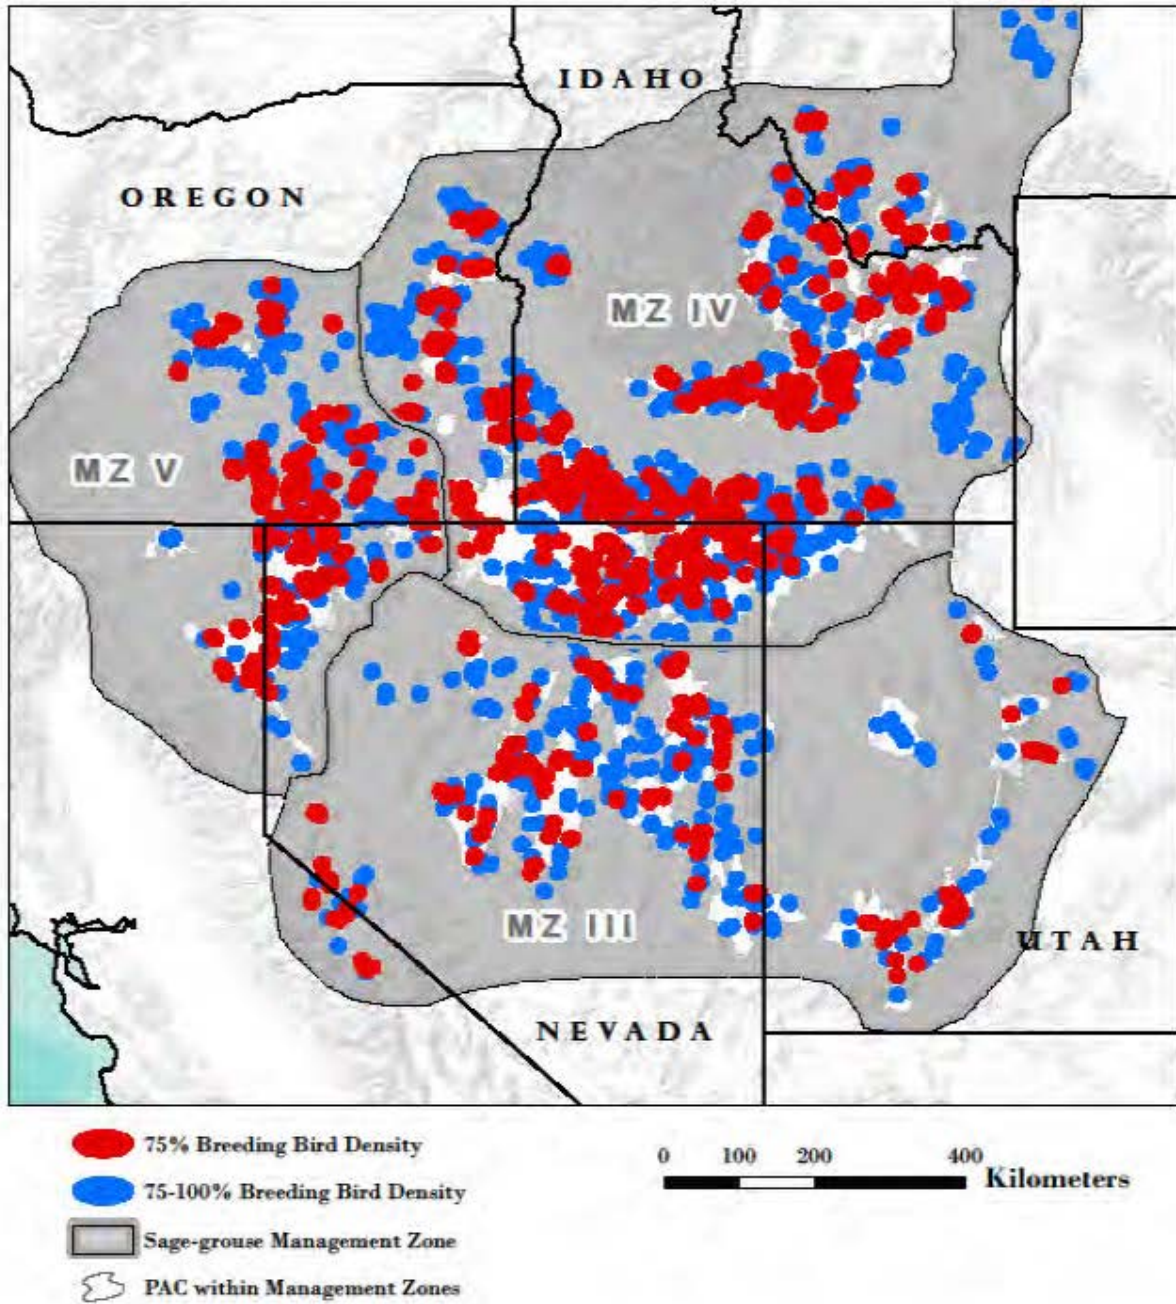 IDAHO
OREGON
MZ IV
MZ V
MZ III
UTAH
NEVADA
75% Breeding Bird Density
75-100% Breeding Bird Density
Sage-grouse Management Zone
PAC within Management Zones
0 100 200 400 Kilometers